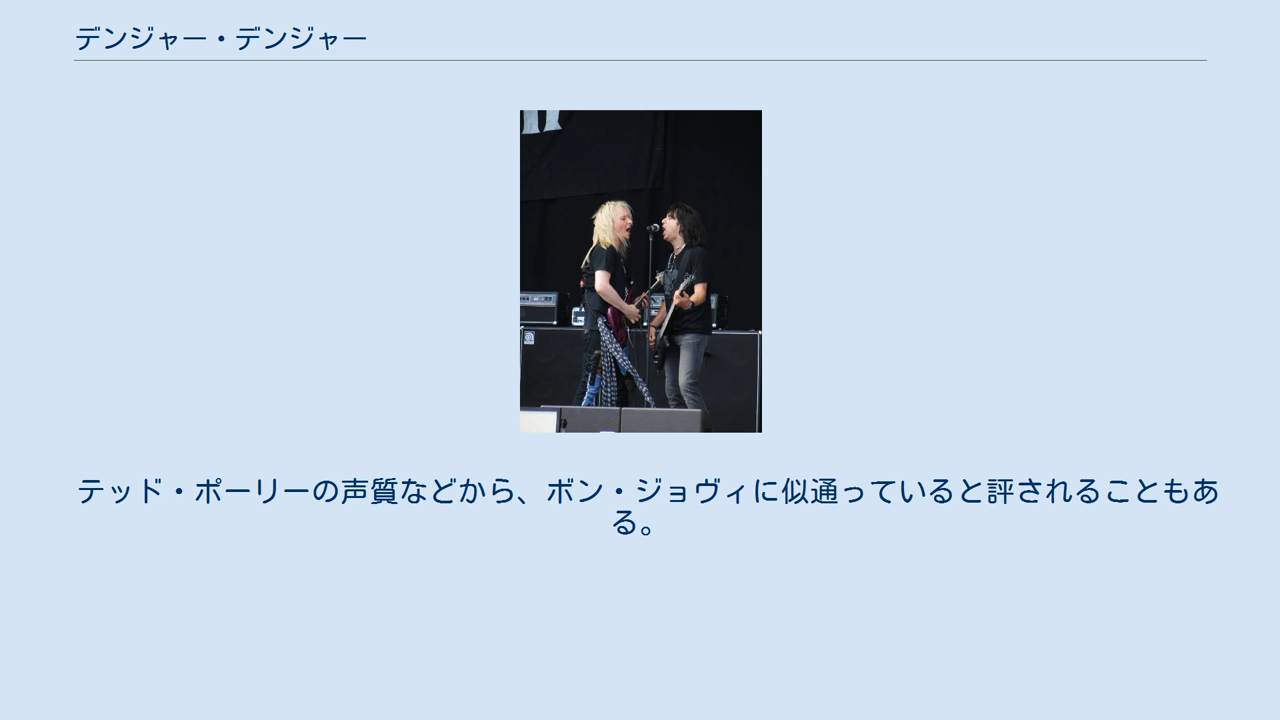 デンジャー・デンジャー
テッド・ポーリーの声質などから、ボン・ジョヴィに似通っていると評されることもあ
る。